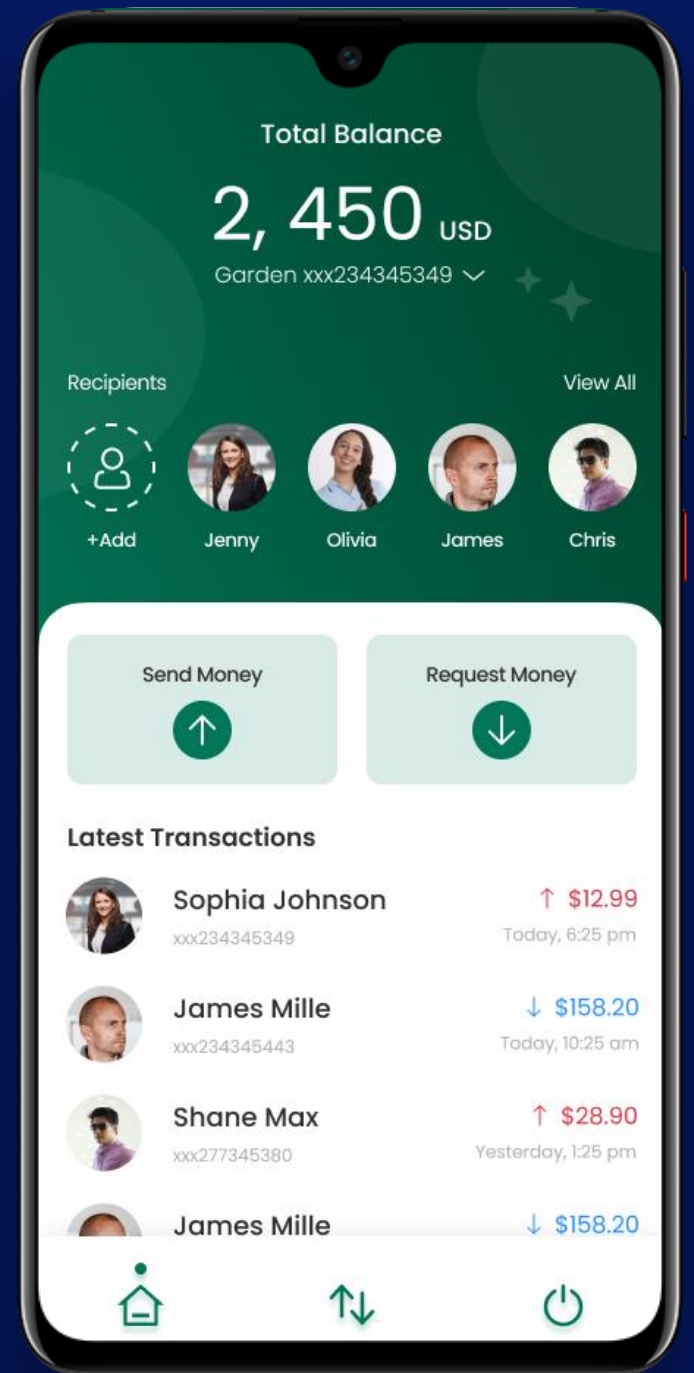 Total Balance
2, 450 USD
Garden xxx234345349
Recipients View All
+Add Jenny Olivia James Chris
Send Money Request Money
Latest Transactions
Sophia Johnson ↑ $12.99
xxx234345349 Today, 6:25 pm
James Mille ↓ $158.20
xxx234345443 Today, 10:25 am
Shane Max ↑ $28.90
xxx277345380 Yesterday, 1:25 pm
James Mille ↓ $158.20